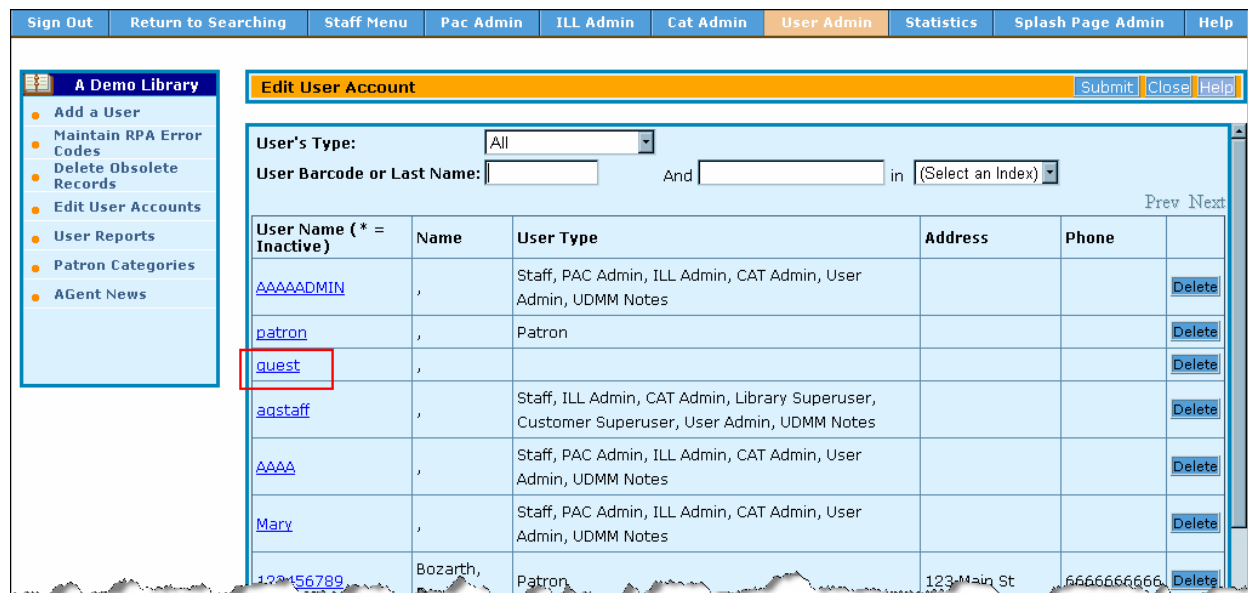 Sign Out Return to Searching Staff Menu Pac Admin ILL Admin Cat Admin User Admin Statistics Splash Page Admin Help
A Demo Library
Add a User
Maintain RPA Error
Codes
Delete Obsolete
Records
Edit User Accounts
User Reports
Patron Categories
AGent News
Edit User Account Submit Close Help
User's Type: All
User Barcode or Last Name: And in (Select an Index)
Prev Next
User Name (* =
Inactive) Name User Type Address Phone
AAAAADMIN , Staff, PAC Admin, ILL Admin, CAT Admin, User
Admin, UDMM Notes Delete
patron , Patron Delete
guest , Delete
agstaff , Staff, ILL Admin, CAT Admin, Library Superuser,
Customer Superuser, User Admin, UDMM Notes Delete
AAAA , Staff, PAC Admin, ILL Admin, CAT Admin, User
Admin, UDMM Notes Delete
Mary , Staff, PAC Admin, ILL Admin, CAT Admin, User
Admin, UDMM Notes Delete
123456789 Bozarth, Patron 123 Main St 6666666666 Delete